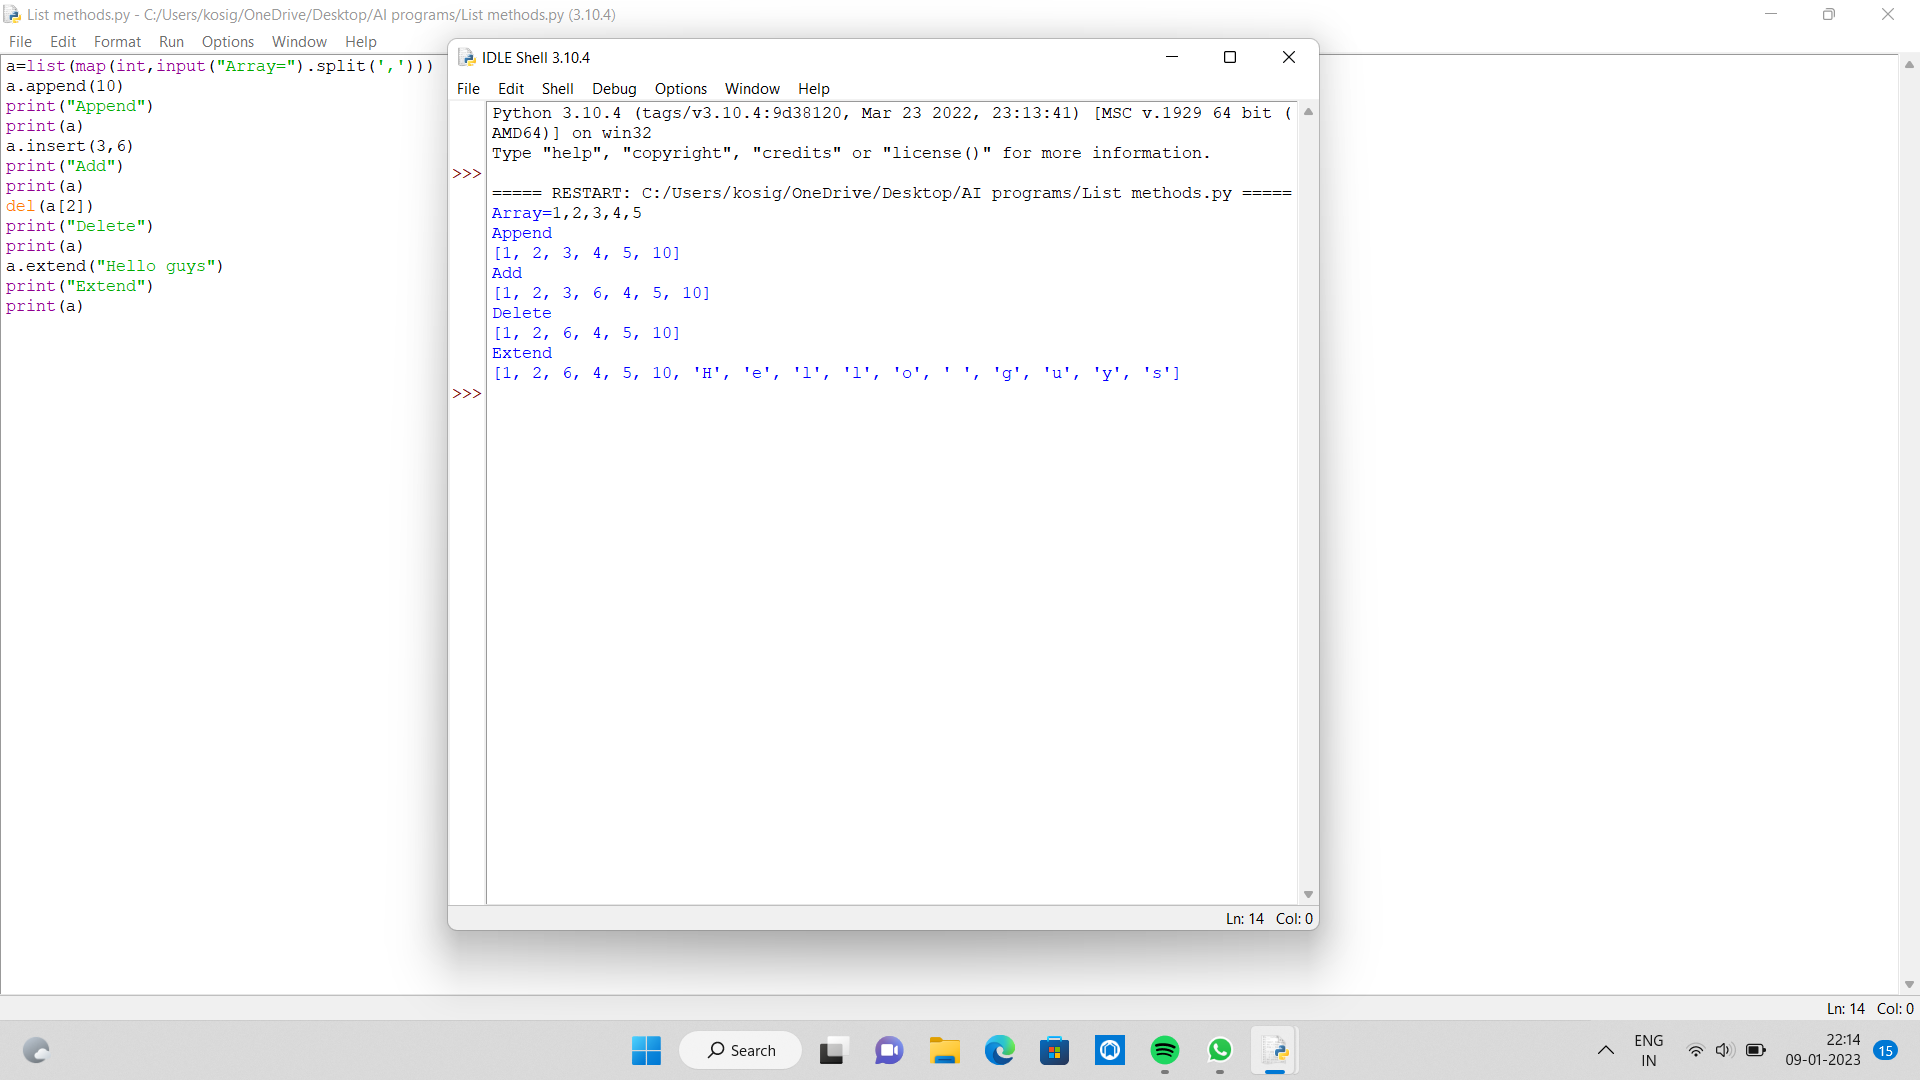 List methods.py - C:/Users/kosig/OneDrive/Desktop/AI programs/List methods.py (3.10.4)
File Edit Format Run Options Window Help
a=list(map(int,input("Array=").split(',')))
a.append(10)
print("Append")
print(a)
a.insert(3,6)
print("Add")
print(a)
del(a[2])
print("Delete")
print(a)
a.extend("Hello guys")
print("Extend")
print(a)
IDLE Shell 3.10.4
File Edit Shell Debug Options Window Help
Python 3.10.4 (tags/v3.10.4:9d38120, Mar 23 2022, 23:13:41) [MSC v.1929 64 bit (
AMD64)] on win32
Type "help", "copyright", "credits" or "license()" for more information.
>>>
===== RESTART: C:/Users/kosig/OneDrive/Desktop/AI programs/List methods.py =====
Array=1,2,3,4,5
Append
[1, 2, 3, 4, 5, 10]
Add
[1, 2, 3, 6, 4, 5, 10]
Delete
[1, 2, 6, 4, 5, 10]
Extend
[1, 2, 6, 4, 5, 10, 'H', 'e', 'l', 'l', 'o', ' ', 'g', 'u', 'y', 's']
>>>
Ln: 14 Col: 0
Ln: 14 Col: 0
Search
ENG
IN
22:14
09-01-2023
15